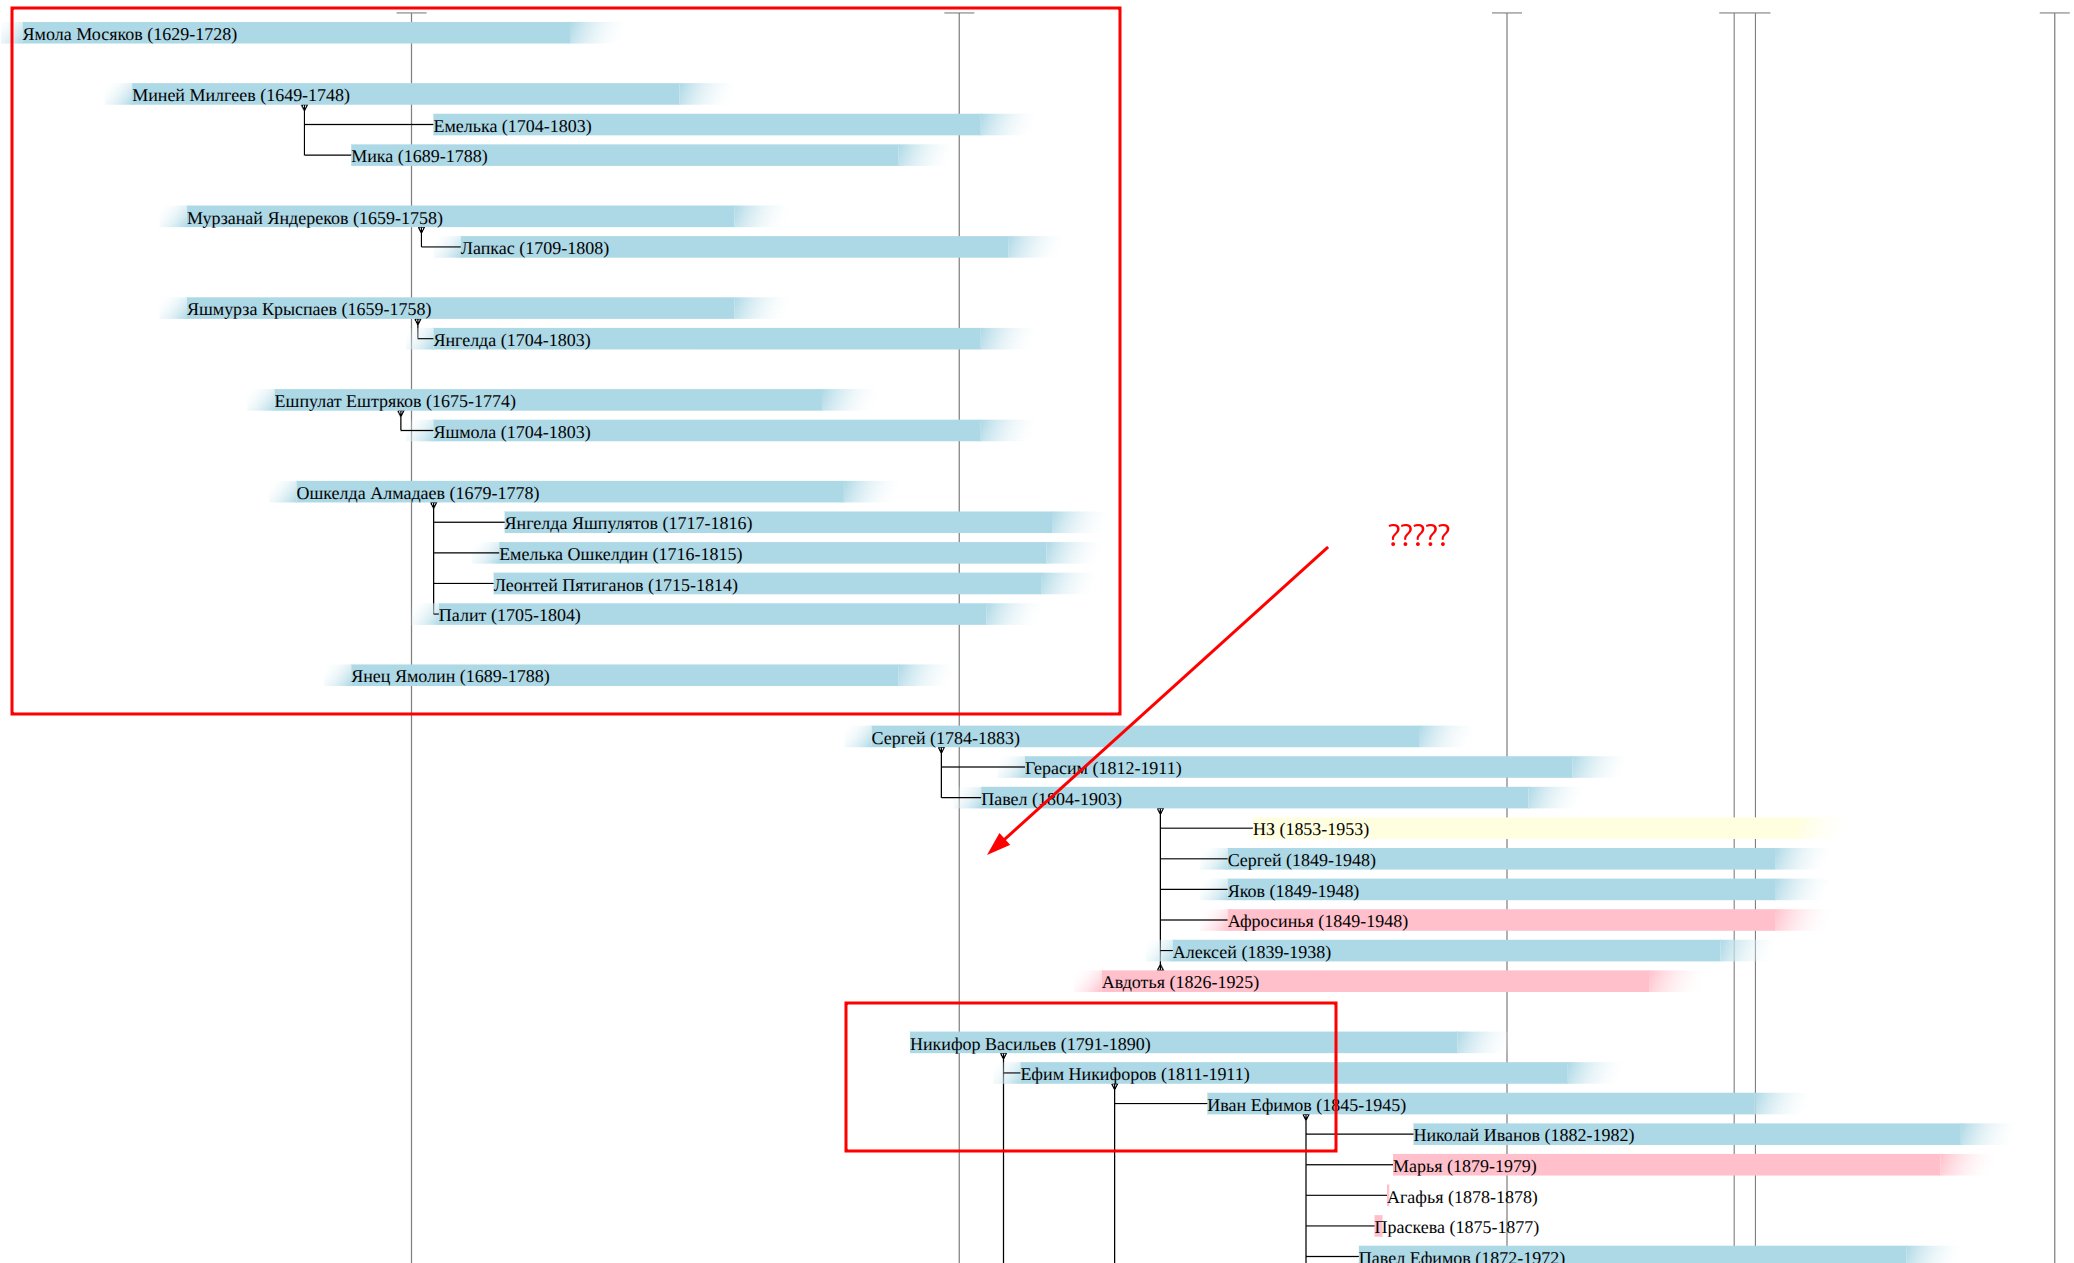 Ямола Мосяков (1629-1728)
Миней Милгеев (1649-1748)
Емелька (1704-1803)
Мика (1689-1788)
Мурзанай Яндереков (1659-1758)
Лапкас (1709-1808)
Яшмурза Крыспаев (1659-1758)
Янгелда (1704-1803)
Ешпулат Ештряков (1675-1774)
Яшмола (1704-1803)
Ошкелда Алмадаев (1679-1778)
Янгелда Яшпулятов (1717-1816)
Емелька Ошкелдин (1716-1815)
Леонтей Пятиганов (1715-1814)
Палит (1705-1804)
Янец Ямолин (1689-1788)
?????
Сергей (1784-1883)
Герасим (1812-1911)
Павел (1804-1903)
НЗ (1853-1953)
Сергей (1849-1948)
Яков (1849-1948)
Афросинья (1849-1948)
Алексей (1839-1938)
Авдотья (1826-1925)
Никифор Васильев (1791-1890)
Ефим Никифоров (1811-1911)
Иван Ефимов (1845-1945)
Николай Иванов (1882-1982)
Марья (1879-1979)
Агафья (1878-1878)
Праскева (1875-1877)
Павел Ефимов (1872-1972)